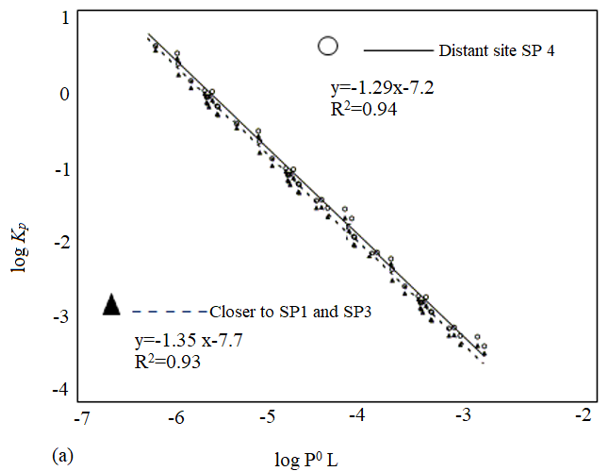 1
0
-1
-2
-3
-4
log Kp
Distant site SP 4
y=-1.29x-7.2
R²=0.94
Closer to SP1 and SP3
y=-1.35 x-7.7
R²=0.93
-7
-6
-5
-4
-3
-2
(a)
log P⁰ L